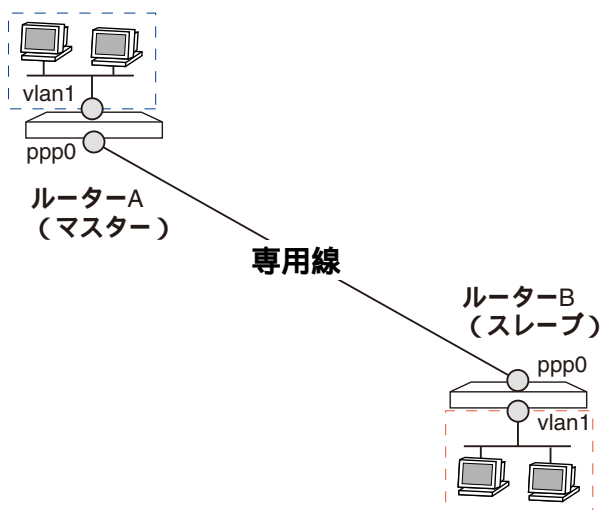 vlan1
ppp0
ルーターA
（マスター）
専用線
ルーターB
（スレーブ）
ppp0
vlan1